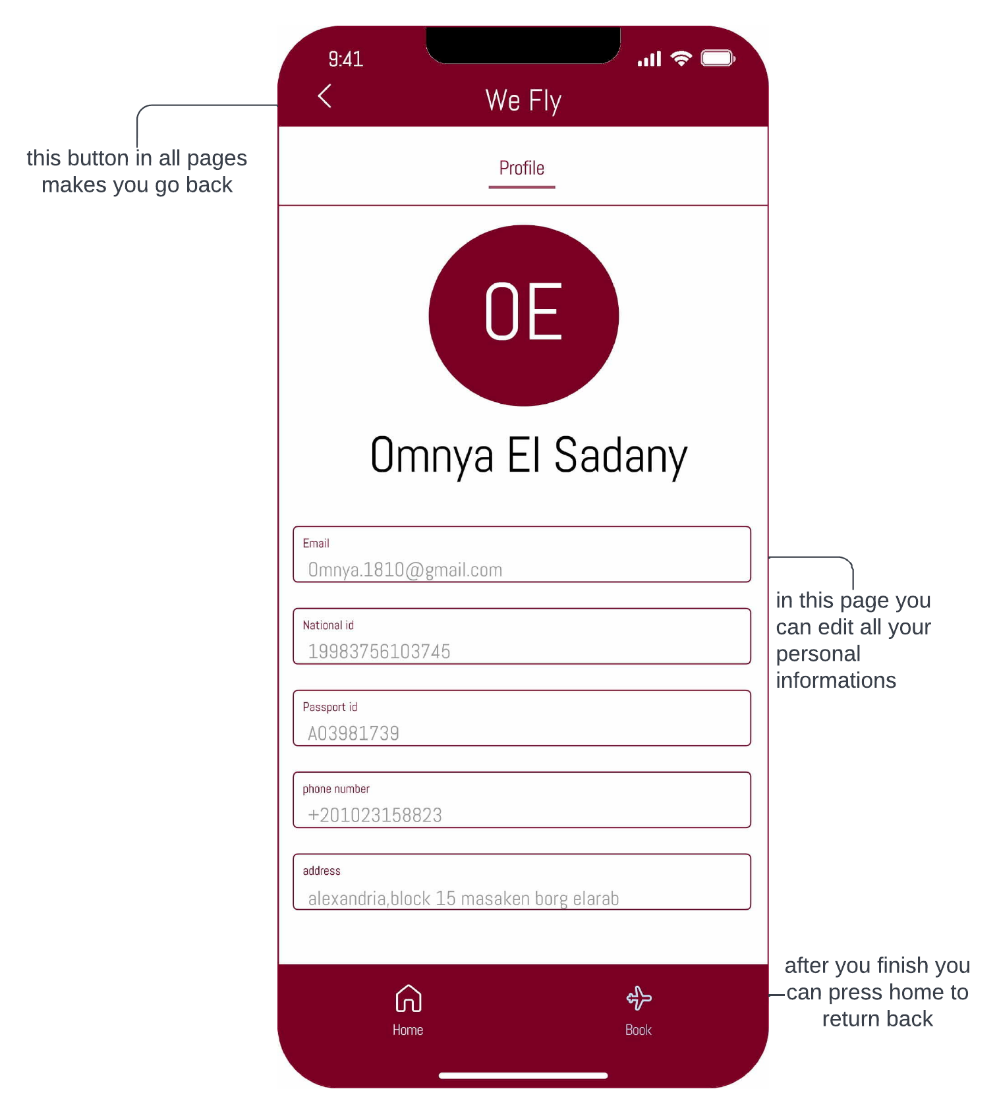 9:41
We Fly
this button in all pages
makes you go back
Profile
OE
Omnya El Sadany
Email
Omnya.1810@gmail.com
in this page you
can edit all your
personal
informations
National id
19983756103745
Passport id
A03981739
phone number
+201023158823
address
alexandria,block 15 masaken borg elarab
after you finish you
can press home to
return back
Home
Book